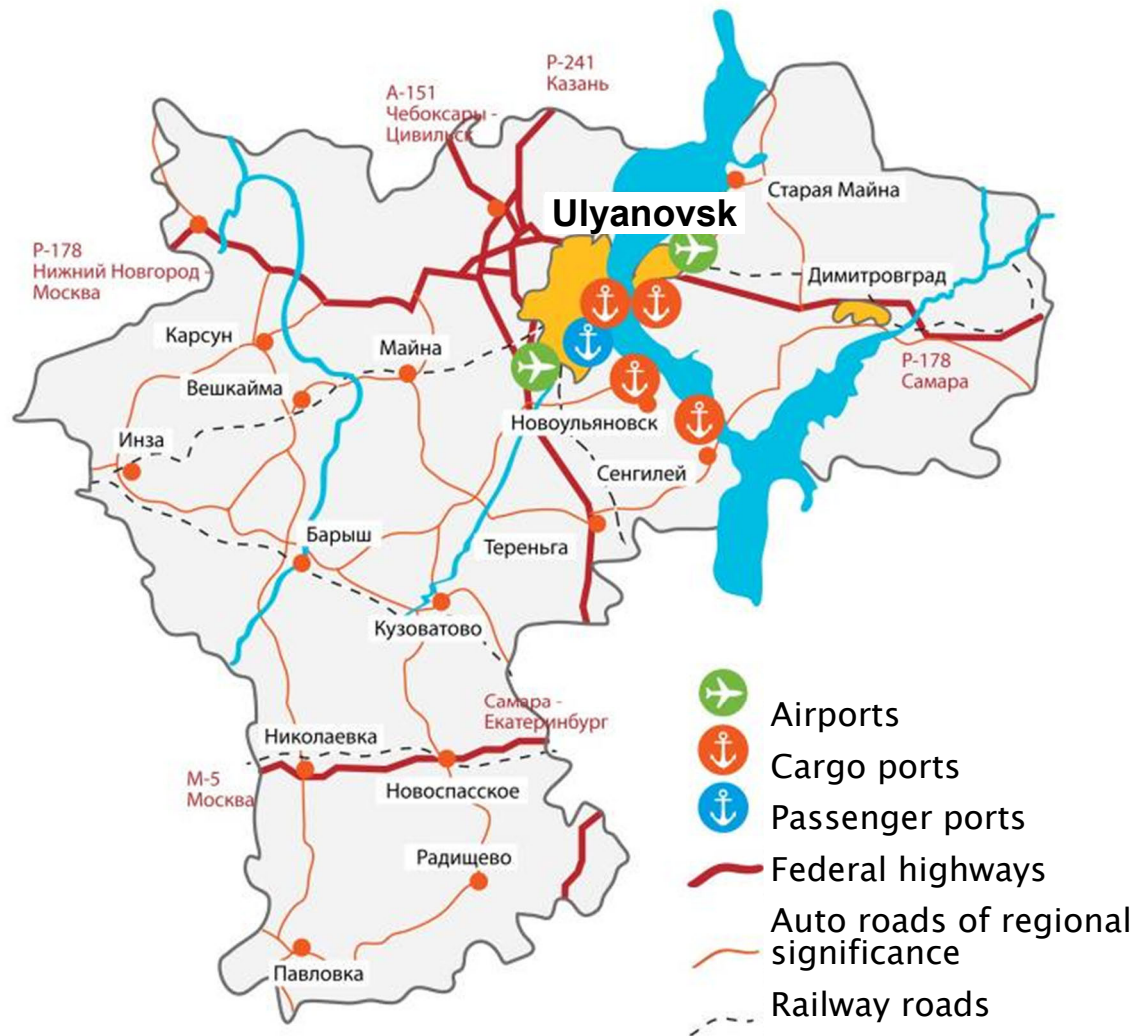 Р-241
Казань
А-151
Чебоксары -
Цивильск
Старая Майна
Ulyanovsk
Р-178
Нижний Новгород -
Москва
Димитровград
Карсун
Майна
Р-178
Самара
Вешкайма
Новоульяновск
Инза
Сенгилей
Барыш
Тереньга
Кузоватово
Самара -
Екатеринбург
Николаевка
М-5
Москва
Новоспасское
Радищево
Павловка
Airports
Cargo ports
Passenger ports
Federal highways
Auto roads of regional
significance
Railway roads